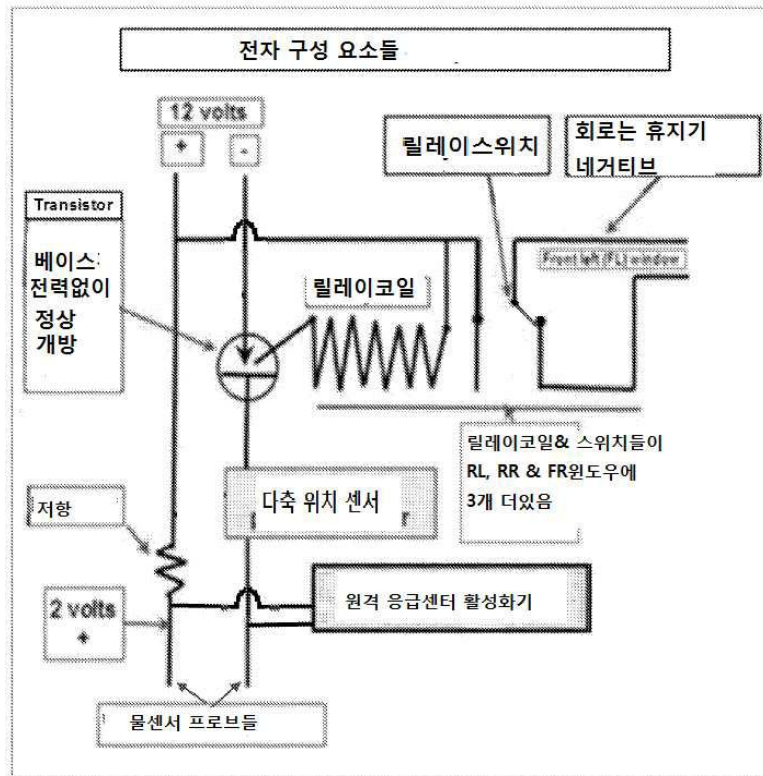 전자 구성 요소들
12 volts
+ -
릴레이스위치
회로는 휴지기
네거티브
Transistor
베이스:
전력없이
정상
개방
Front left (FL) window
릴레이코일
릴레이코일& 스위치들이
RL, RR & FR윈도우에
3개 더있음
다축 위치 센서
저항
2 volts
+
원격 응급센터 활성화기
물센서 프로브들